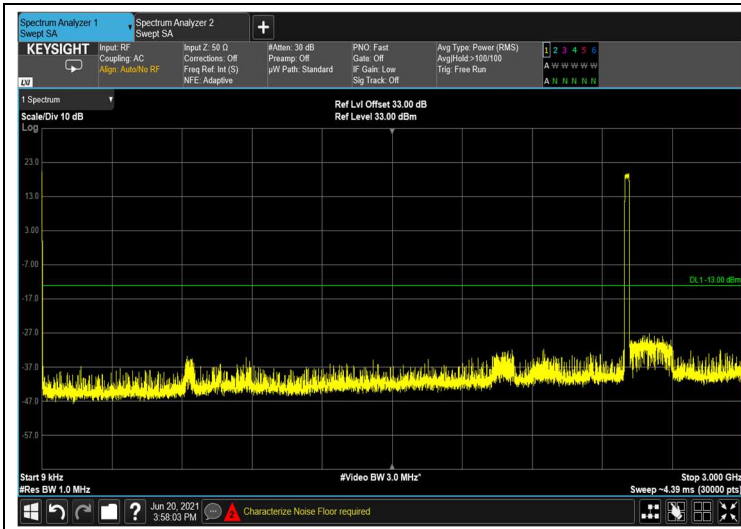 Spectrum Analyzer 1
Swept SA
Spectrum Analyzer 2
Swept SA
KEYSIGHT
LXI
Input: RF
Coupling: AC
Align: Auto/No RF
Input Z: 50 Ω
Corrections: Off
Freq Ref: Int (S)
NFE: Adaptive
#Atten: 30 dB
Preamp: Off
µW Path: Standard
PNO: Fast
Gate: Off
IF Gain: Low
Sig Track: Off
Avg Type: Power (RMS)
Avg|Hold:>100/100
Trig: Free Run
1 2 3 4 5 6
A W W W W W
A N N N N N
1 Spectrum
Scale/Div 10 dB
Ref Lvl Offset 33.00 dB
Ref Level 33.00 dBm
Log
23.0
13.0
3.00
-7.00
DL1 -13.00 dBm
-17.0
-27.0
-37.0
-47.0
-57.0
Start 9 kHz
#Video BW 3.0 MHz*
Stop 3.000 GHz
#Res BW 1.0 MHz
Sweep ~4.39 ms (30000 pts)
Jun 20, 2021
3:58:03 PM
Characterize Noise Floor required